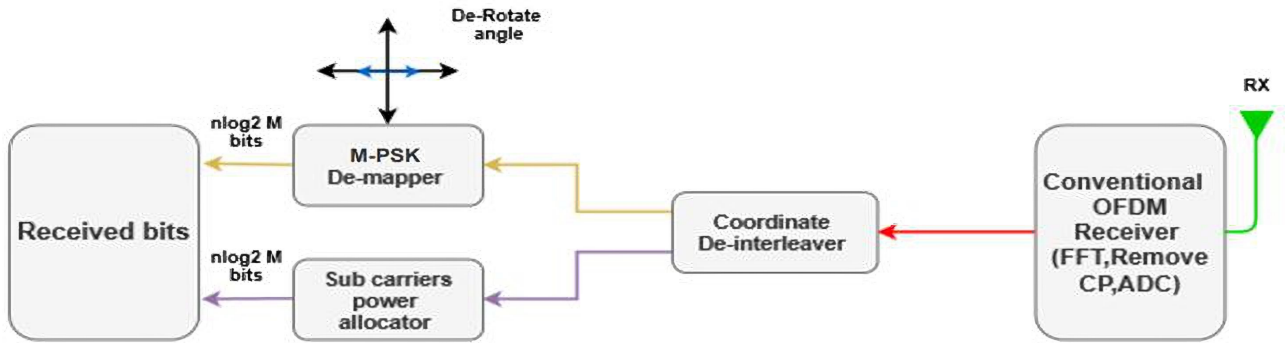 De-Rotate
angle
RX
nlog2 M
bits
M-PSK
De-mapper
Conventional
OFDM
Receiver
(FFT,Remove
CP,ADC)
Received bits
Coordinate
De-interleaver
nlog2 M
bits
Sub carriers
power
allocator